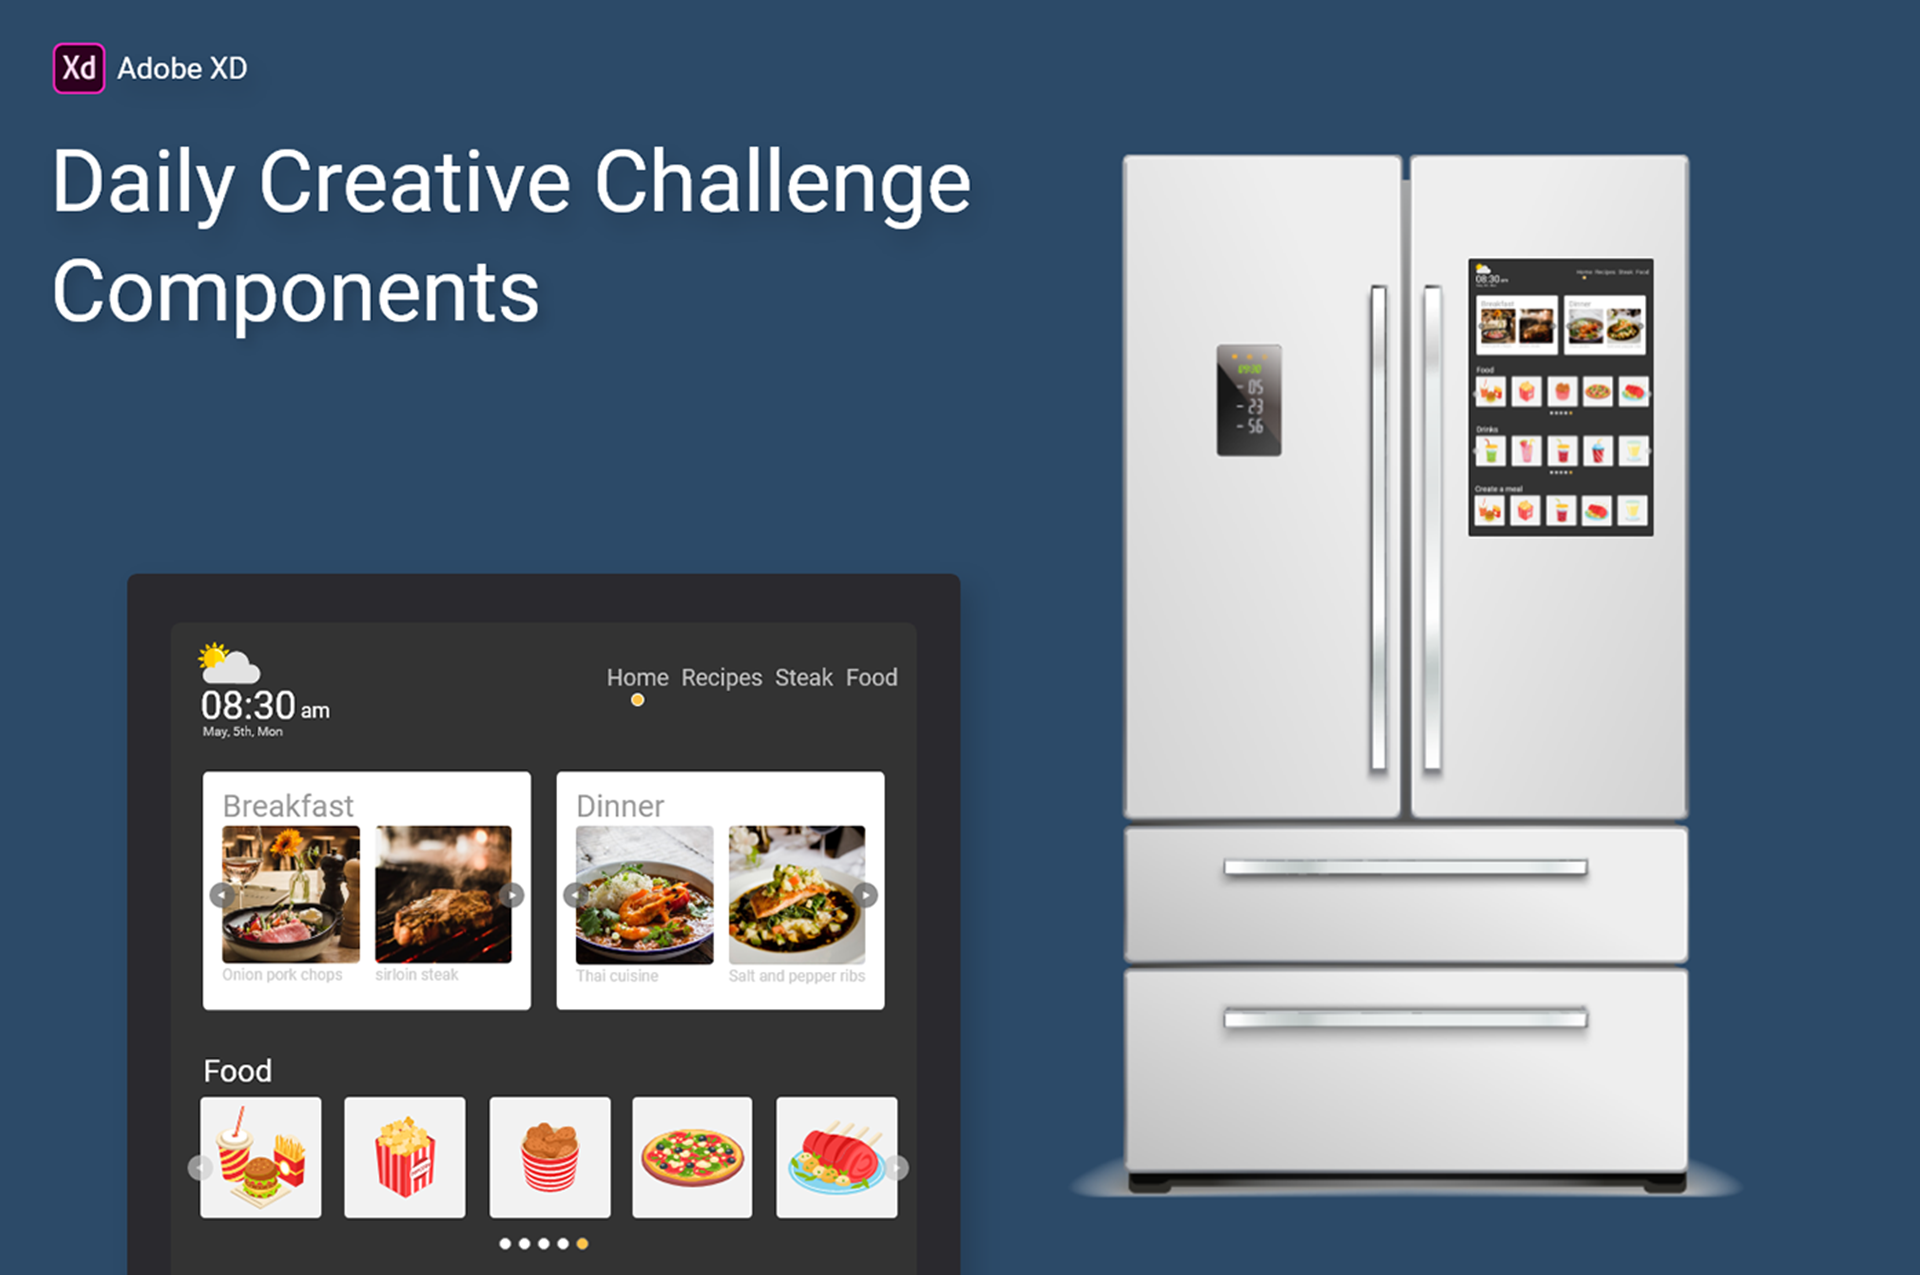 Xd Adobe XD
Daily Creative Challenge
Components
08:30 am
May, 5th, Mon
Home Recipes Steak Food
Breakfast
Onion pork chops
sirloin steak
Dinner
Thai cuisine
Salt and pepper ribs
Food
09:30
- 05
- 23
- 56
08:30 am
Home Recipes Steak Food
Breakfast
Dinner
Food
Drinks
Create a meal